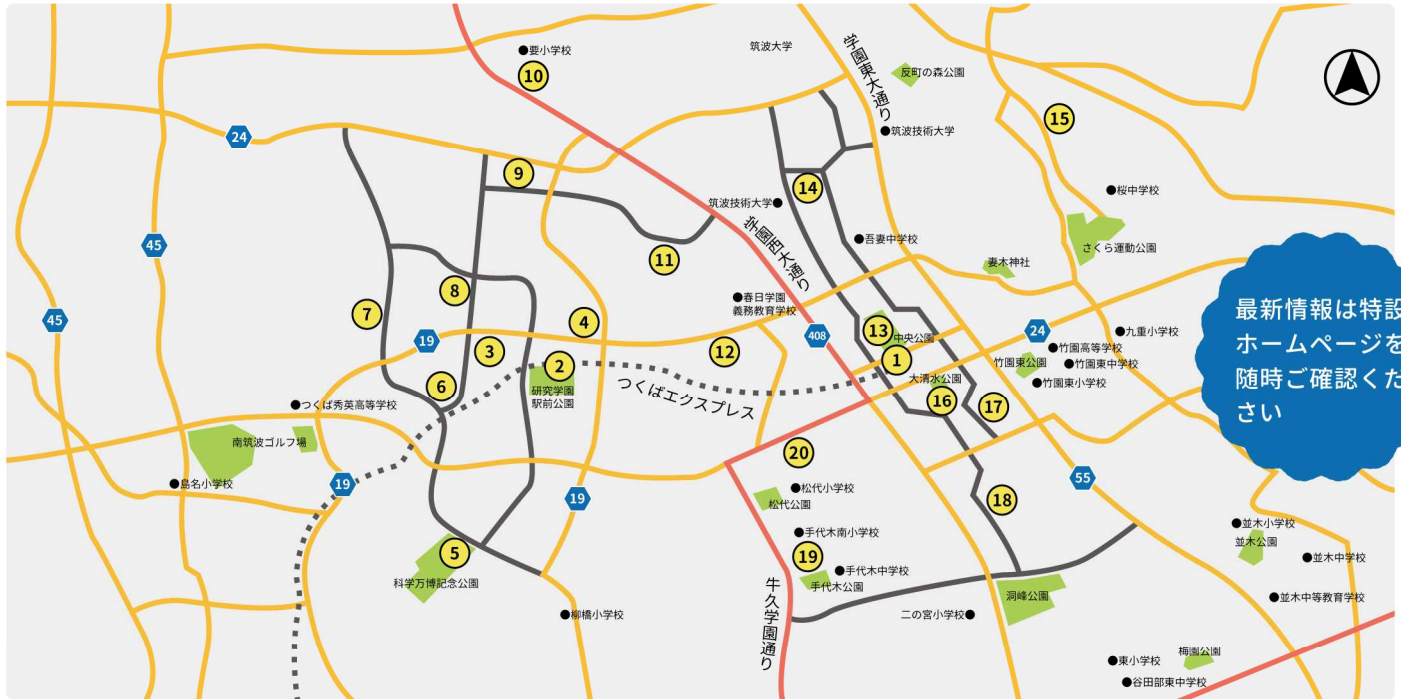 要小学校
10
筑波大学
学園東大通り
反町の森公園
15
24
筑波技術大学
9
14
桜中学校
筑波技術大学
45
学園西大通り
吾妻中学校
さくら運動公園
11
妻木神社
8
春日学園
義務教育学校
7
45
4
13
中央公園
408
24
九重小学校
19
3
12
竹園高等学校
1
竹園東公園
竹園東中学校
2
大清水公園
竹園東小学校
6
研究学園
駅前公園
つくばエクスプレス
つくば秀英高等学校
16
17
南筑波ゴルフ場
20
島名小学校
19
松代小学校
55
松代公園
19
18
並木小学校
手代木南小学校
並木公園
5
19
並木中学校
科学万博記念公園
手代木中学校
手代木公園
洞峰公園
並木中等教育学校
柳橋小学校
牛久学園通り
二の宮小学校
梅園公園
東小学校
谷田部東中学校
最新情報は特設
ホームページを
随時ご確認くだ
さい